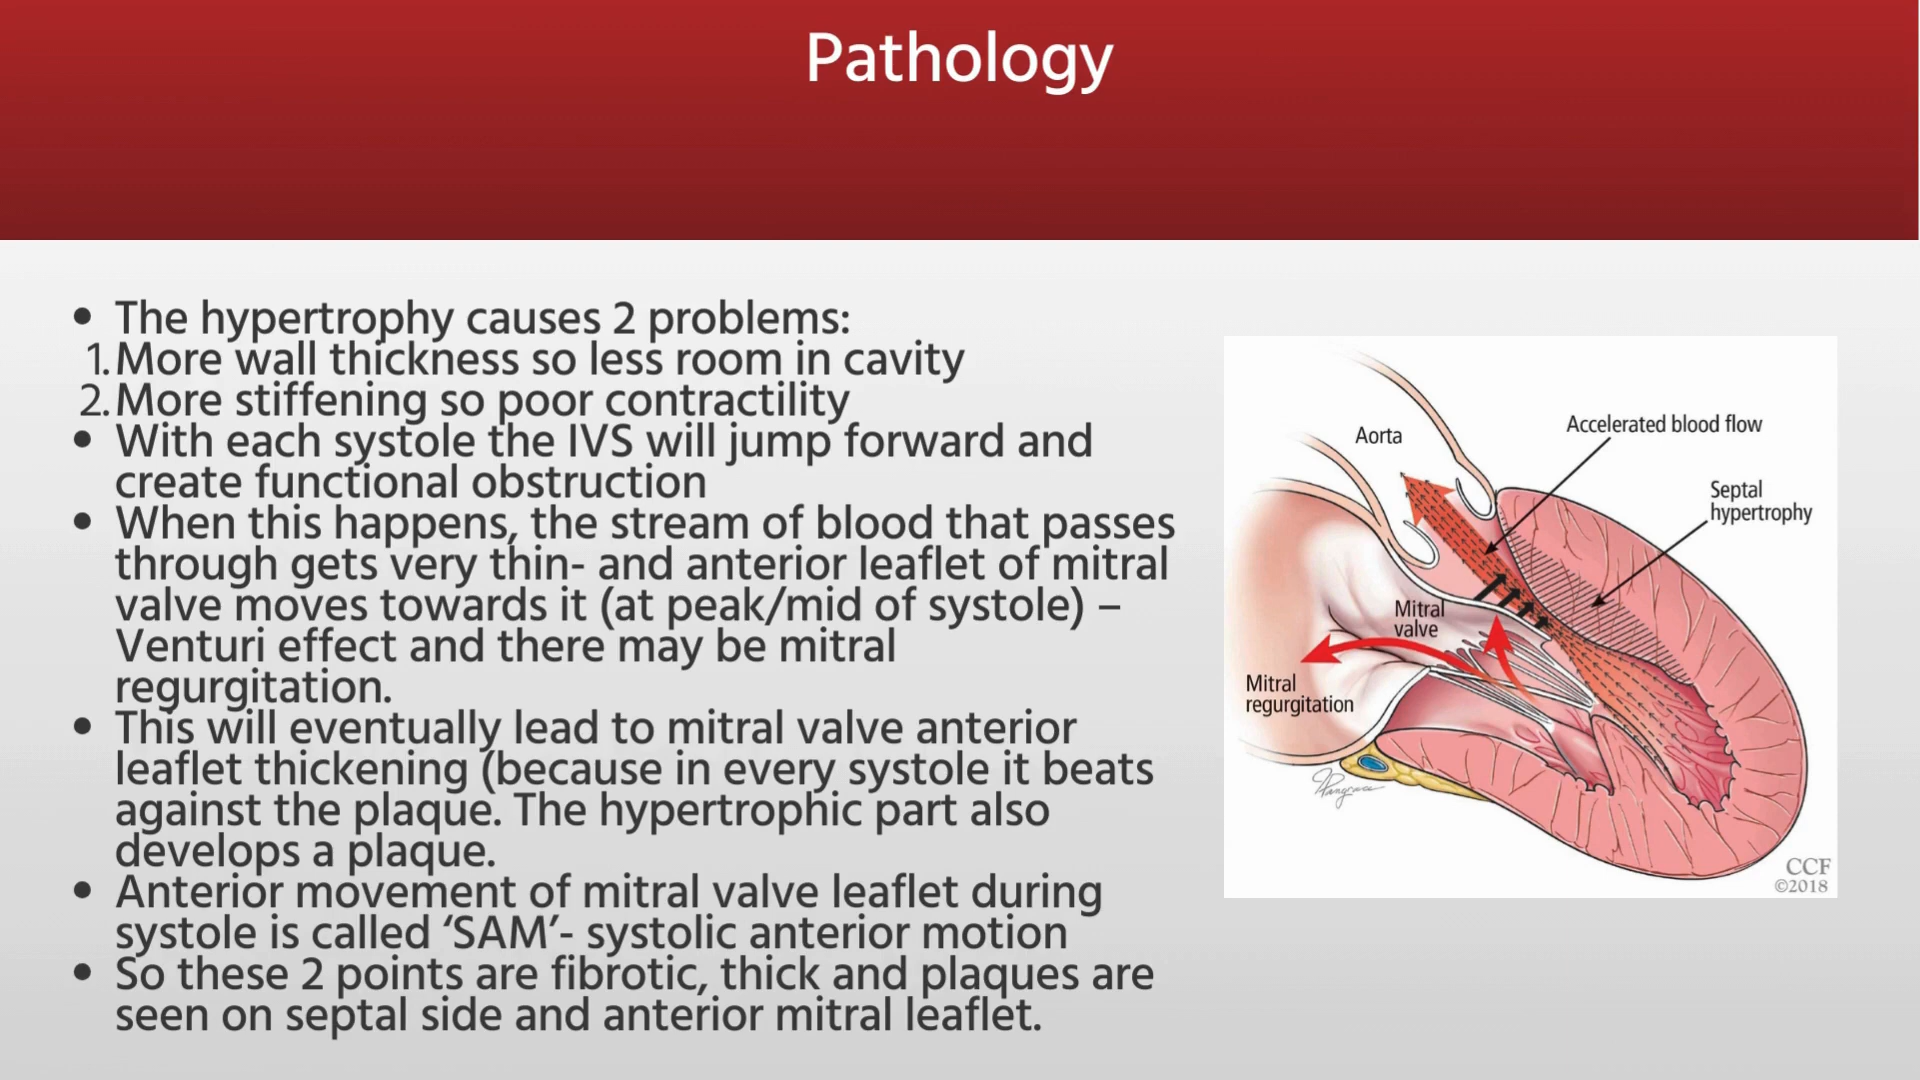 Pathology
• The hypertrophy causes 2 problems:
1. More wall thickness so less room in cavity
2. More stiffening so poor contractility
• With each systole the IVS will jump forward and
create functional obstruction
• When this happens, the stream of blood that passes
through gets very thin- and anterior leaflet of mitral
valve moves towards it (at peak/mid of systole) –
Venturi effect and there may be mitral
regurgitation.
• This will eventually lead to mitral valve anterior
leaflet thickening (because in every systole it beats
against the plaque. The hypertrophic part also
develops a plaque.
• Anterior movement of mitral valve leaflet during
systole is called ‘SAM’- systolic anterior motion
• So these 2 points are fibrotic, thick and plaques are
seen on septal side and anterior mitral leaflet.
Aorta
Accelerated blood flow
Septal
hypertrophy
Mitral
valve
Mitral
regurgitation
CCF
©2018